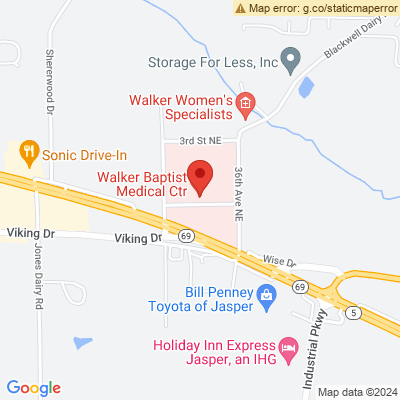 Map error: g.co/staticmaperror
Blackwell Dairy
Sherwood Dr
Storage For Less, Inc
Walker Women's
Specialists
3rd St NE
Sonic Drive-In
Walker Baptist
Medical Ctr
36th Ave NE
Viking Dr
Viking Dr
69
Wise Dr
Jones Dairy Rd
Bill Penney
Toyota of Jasper
69
5
Industrial Pkwy
Holiday Inn Express
Jasper, an IHG
Google
Map data ©2024